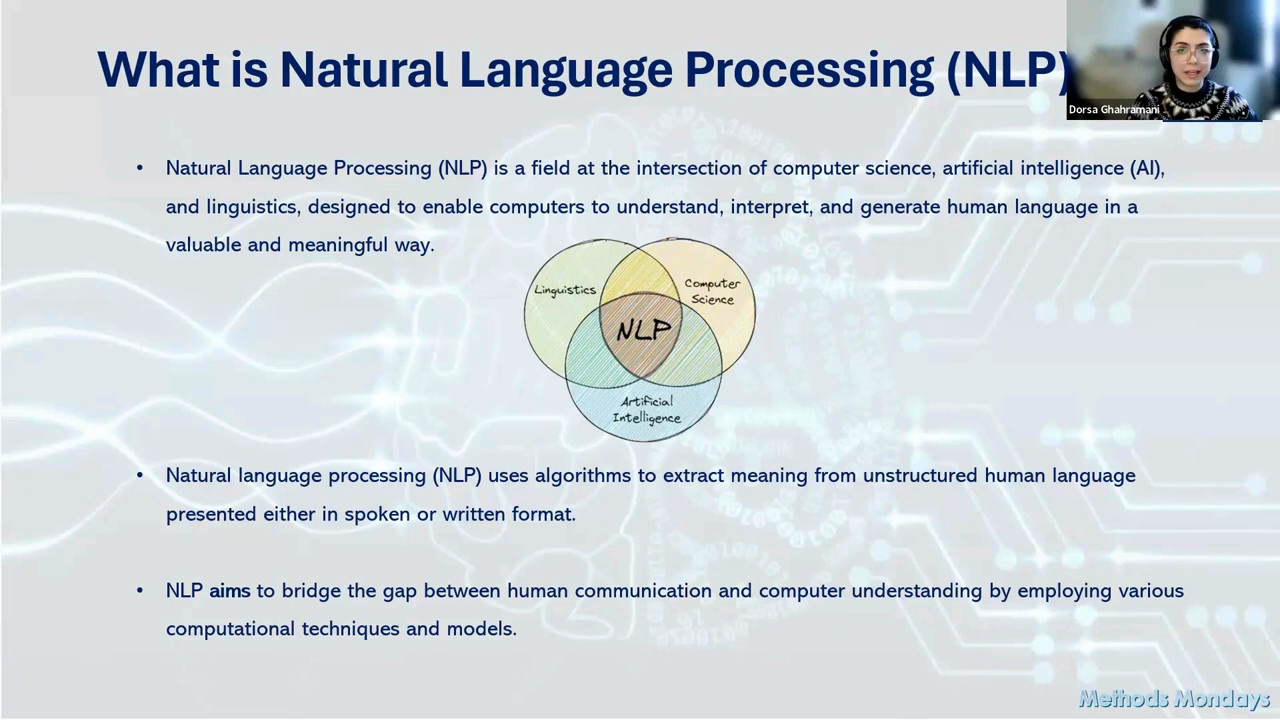 What is Natural Language Processing (NLP)
Dorsa Ghahramani
• Natural Language Processing (NLP) is a field at the intersection of computer science, artificial intelligence (AI),
and linguistics, designed to enable computers to understand, interpret, and generate human language in a
valuable and meaningful way.
Linguistics
Computer
Science
NLP
Artificial
Intelligence
• Natural language processing (NLP) uses algorithms to extract meaning from unstructured human language
presented either in spoken or written format.
• NLP aims to bridge the gap between human communication and computer understanding by employing various
computational techniques and models.
Methods Mondays